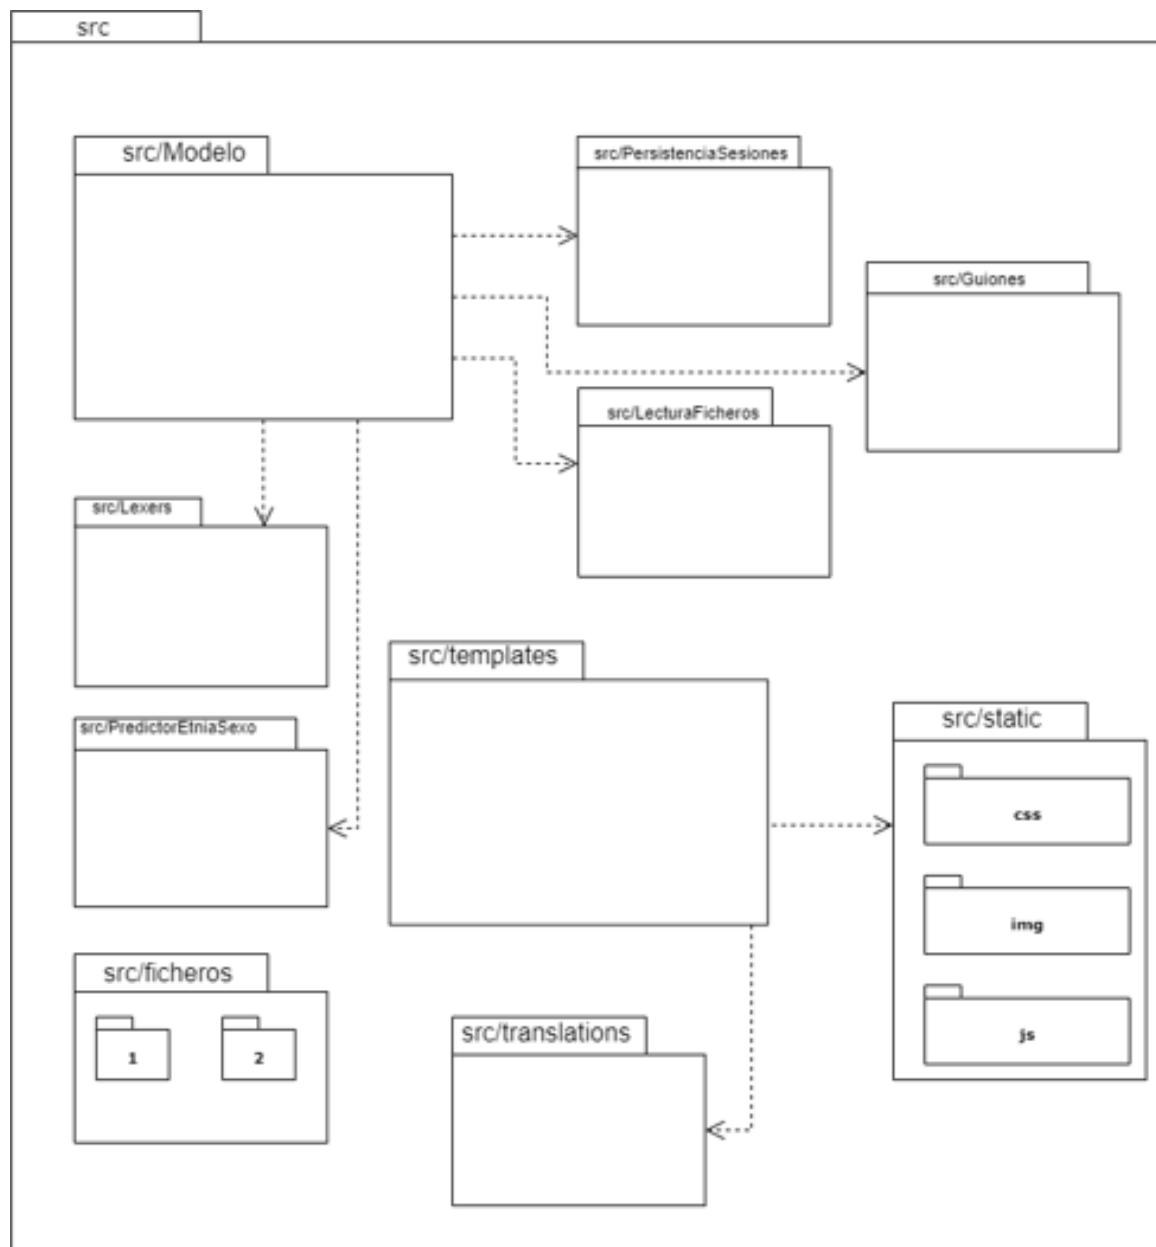 src
src/Modelo
src/PersistenciaSesiones
src/Guiones
src/LecturaFicheros
src/Lexers
src/templates
src/PredictorEtniaSexo
src/static
css
img
js
src/ficheros
1
2
src/translations